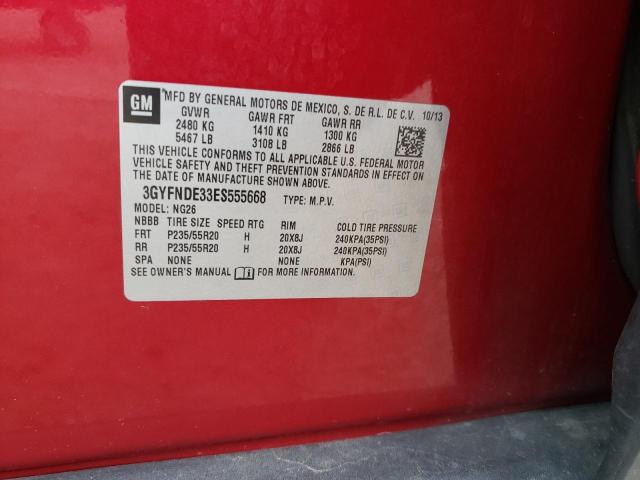 GM
MFD BY GENERAL MOTORS DE MEXICO, S. DE R.L. DE C.V. 10/13
GVWR GAWR FRT GAWR RR
2480 KG 1410 KG 1300 KG
5467 LB 3108 LB 2866 LB
THIS VEHICLE CONFORMS TO ALL APPLICABLE U.S. FEDERAL MOTOR
VEHICLE SAFETY AND THEFT PREVENTION STANDARDS IN EFFECT ON
THE DATE OF MANUFACTURE SHOWN ABOVE.
3GYFNDE33ES555668 TYPE: M.P.V.
MODEL: NG26
NBBB TIRE SIZE SPEED RTG RIM COLD TIRE PRESSURE
FRT P235/55R20 H 20X8J 240KPA(35PSI)
RR P235/55R20 H 20X8J 240KPA(35PSI)
SPA NONE NONE KPA(PSI)
SEE OWNER'S MANUAL FOR MORE INFORMATION.